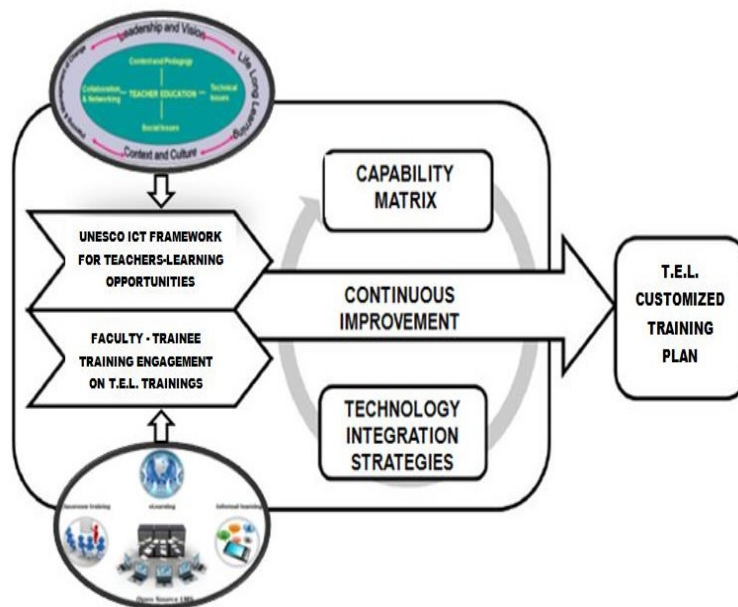 Leadership and Vision
Content and Pedagogy
Life Long Learning
Collaboration
& Networking
TEACHER EDUCATION
Technical
Issues
Social Issues
Context and Culture
CAPABILITY
MATRIX
UNESCO ICT FRAMEWORK
FOR TEACHERS-LEARNING
OPPORTUNITIES
CONTINUOUS
IMPROVEMENT
T.E.L.
CUSTOMIZED
TRAINING
PLAN
FACULTY - TRAINEE
TRAINING ENGAGEMENT
ON T.E.L. TRAININGS
TECHNOLOGY
INTEGRATION
STRATEGIES
eLearning
Informal learning
Open Source LMS